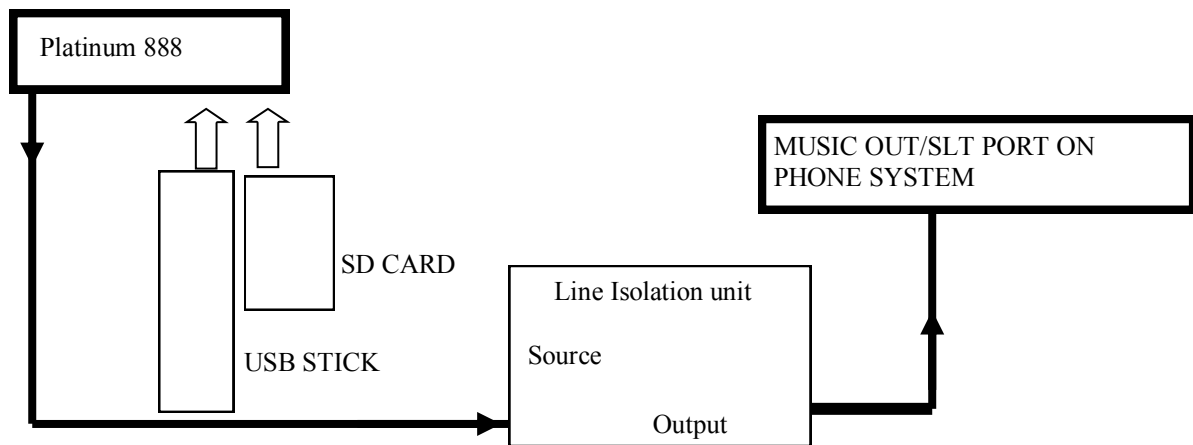 Platinum 888
MUSIC OUT/SLT PORT ON
PHONE SYSTEM
SD CARD
USB STICK
Line Isolation unit
Source
Output